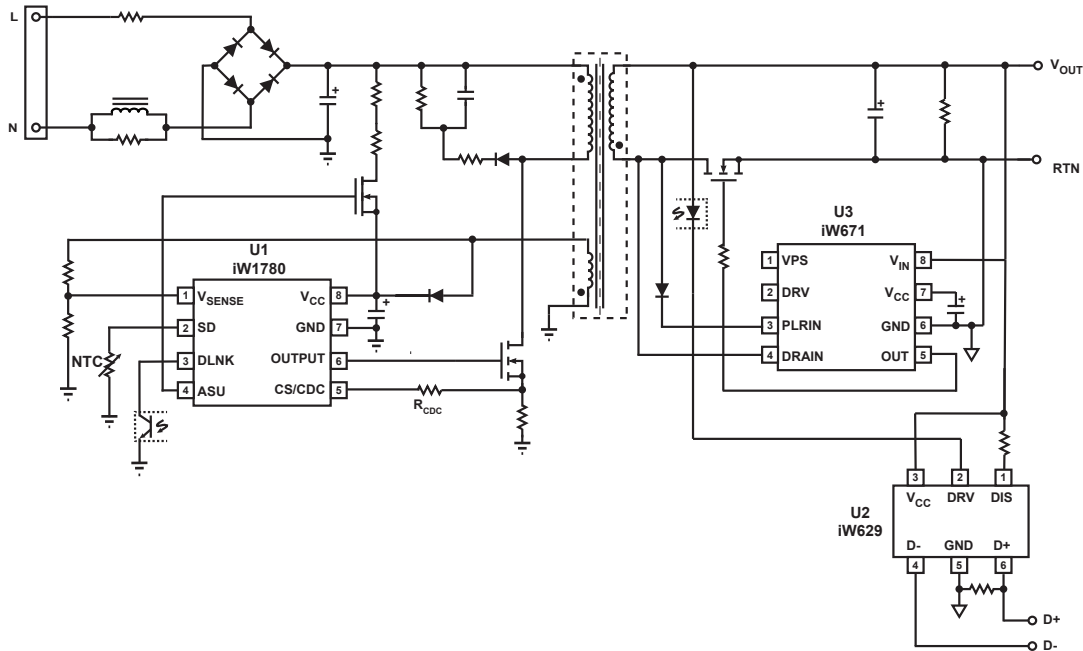 L
N
+
VOUT
RTN
U1
iW1780
1 VSENSE
VCC 8
2 SD
GND 7
3 DLNK
OUTPUT 6
4 ASU
CS/CDC 5
+
NTC
RCDC
+
U3
iW671
1 VPS
VIN 8
2 DRV
VCC 7
+
3 PLRIN
GND 6
4 DRAIN
OUT 5
U2
iW629
3 2 1
VCC DRV DIS
D- GND D+
4 5 6
D+
D-